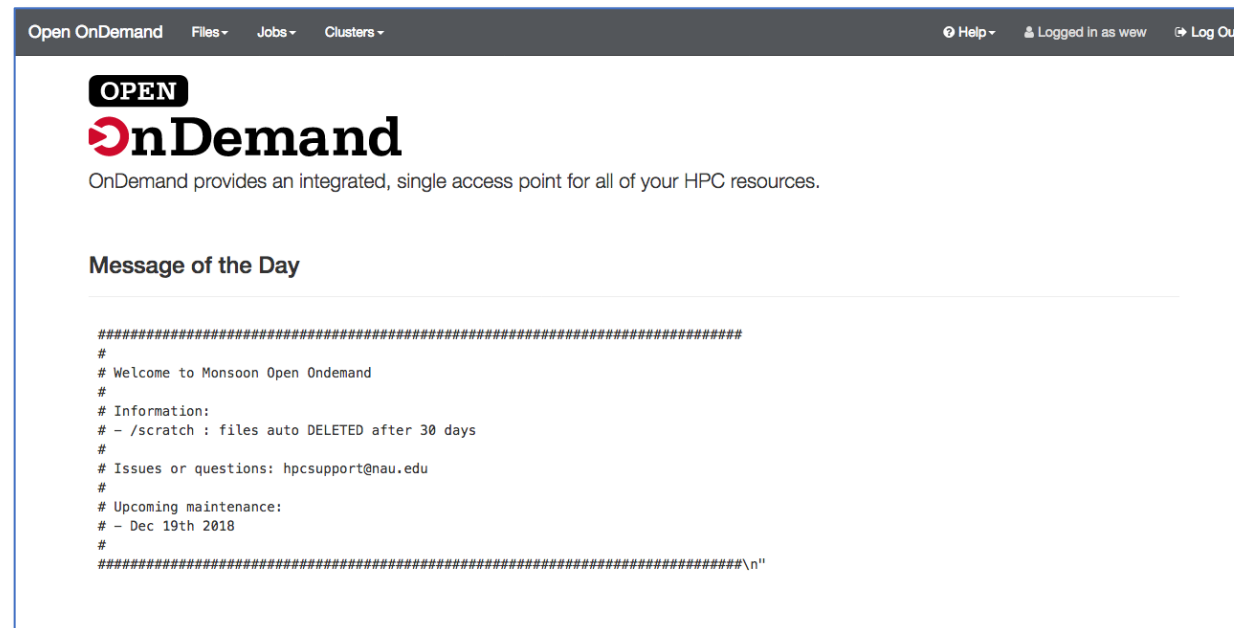 Open OnDemand Files Jobs Clusters Help Logged in as wew Log Ou
OPEN
OnDemand
OnDemand provides an integrated, single access point for all of your HPC resources.
Message of the Day
################################################################################
#
# Welcome to Monsoon Open Ondemand
#
# Information:
# – /scratch : files auto DELETED after 30 days
#
# Issues or questions: hpcsupport@nau.edu
#
# Upcoming maintenance:
# – Dec 19th 2018
#
################################################################################\n"